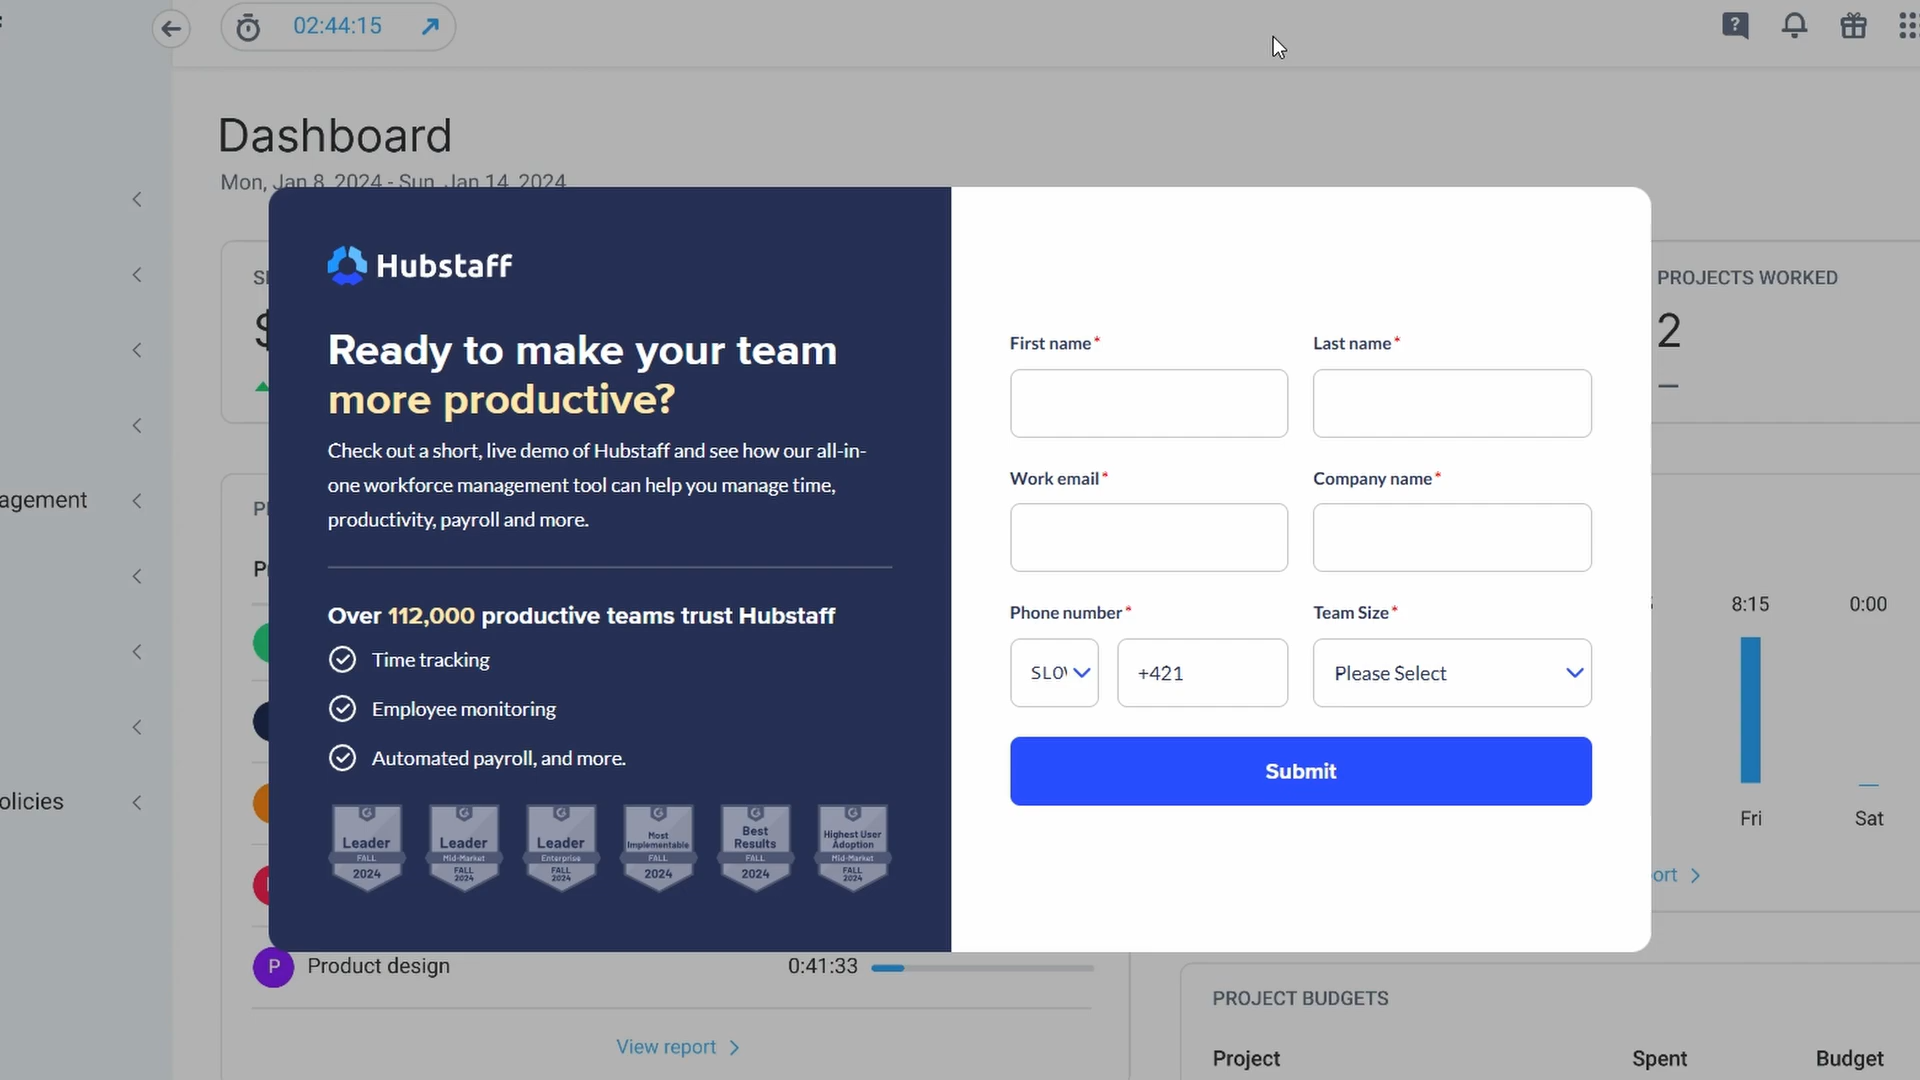 02:44:15
Dashboard
Mon, Jan 8, 2024 - Sun, Jan 14, 2024
Hubstaff
Ready to make your team
more productive?
Check out a short, live demo of Hubstaff and see how our all-in-
one workforce management tool can help you manage time,
productivity, payroll and more.
Over 112,000 productive teams trust Hubstaff
Time tracking
Employee monitoring
Automated payroll, and more.
Leader FALL 2024
Leader Mid-Market FALL 2024
Leader Enterprise FALL 2024
Most Implementable FALL 2024
Best Results FALL 2024
Highest User Adoption Mid-Market FALL 2024
First name*
Last name*
Work email*
Company name*
Phone number*
Team Size*
+421
Please Select
Submit
PROJECTS WORKED
2
8:15
0:00
Fri
Sat
P
Product design
0:41:33
View report
PROJECT BUDGETS
Project
Spent
Budget